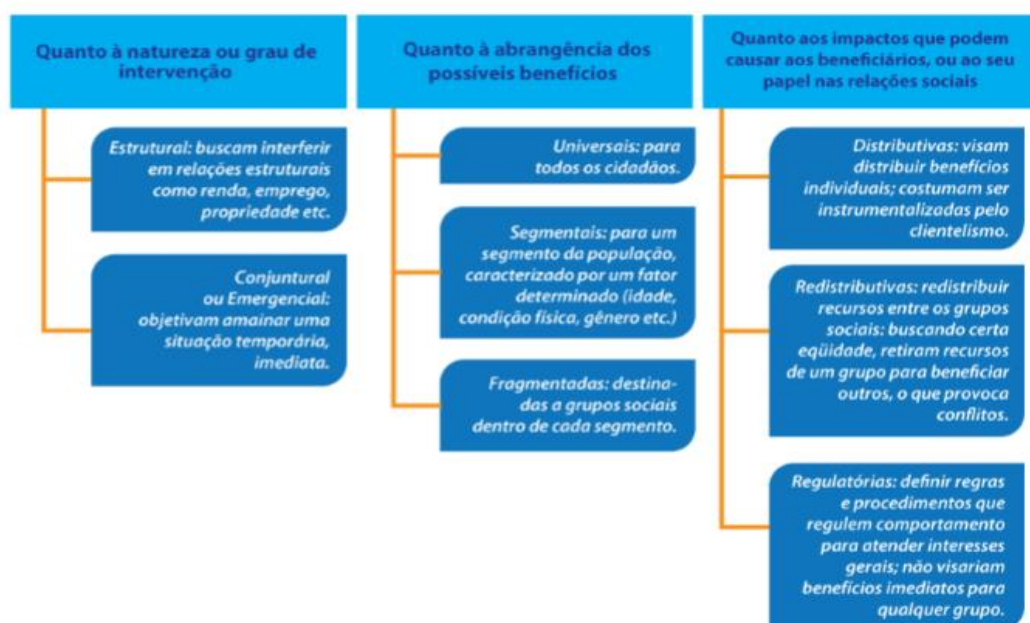 Quanto à natureza ou grau de
intervenção
Estrutural: buscam interferir
em relações estruturais
como renda, emprego,
propriedade etc.
Conjuntural
ou Emergencial:
objetivam amainar uma
situação temporária,
imediata.
Quanto à abrangência dos
possíveis benefícios
Universais: para
todos os cidadãos.
Segmentais: para um
segmento da população,
caracterizado por um fator
determinado (idade,
condição física, gênero etc.)
Fragmentadas: destina-
das a grupos sociais
dentro de cada segmento.
Quanto aos impactos que podem
causar aos beneficiários, ou ao seu
papel nas relações sociais
Distributivas: visam
distribuir benefícios
individuais; costumam ser
instrumentalizadas pelo
clientelismo.
Redistributivas: redistribuir
recursos entre os grupos
sociais: buscando certa
eqüidade, retiram recursos
de um grupo para beneficiar
outros, o que provoca
conflitos.
Regulatórias: definir regras
e procedimentos que
regulem comportamento
para atender interesses
gerais; não visariam
benefícios imediatos para
qualquer grupo.